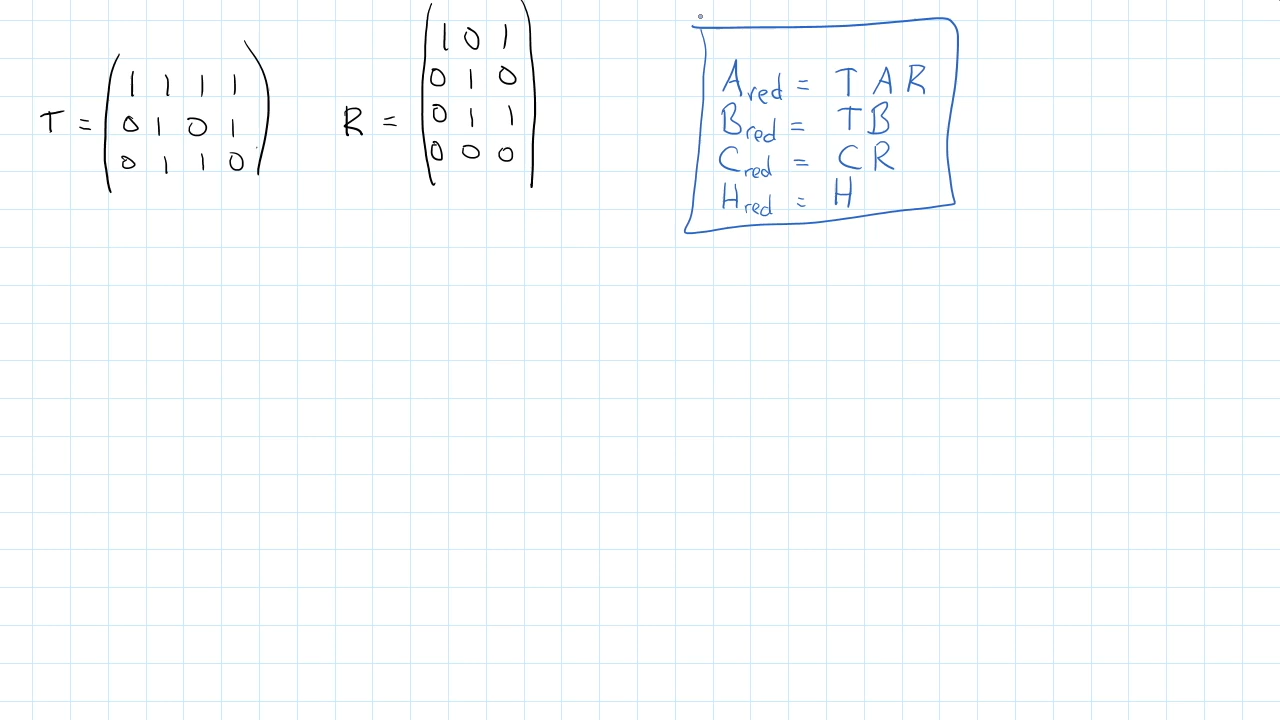 T = ( 1 1 1 1
0 1 0 1
0 1 1 0 )
R = ( 1 0 1
0 1 0
0 1 1
0 0 0 )
A_red = T A R
B_red = T B
C_red = C R
H_red = H